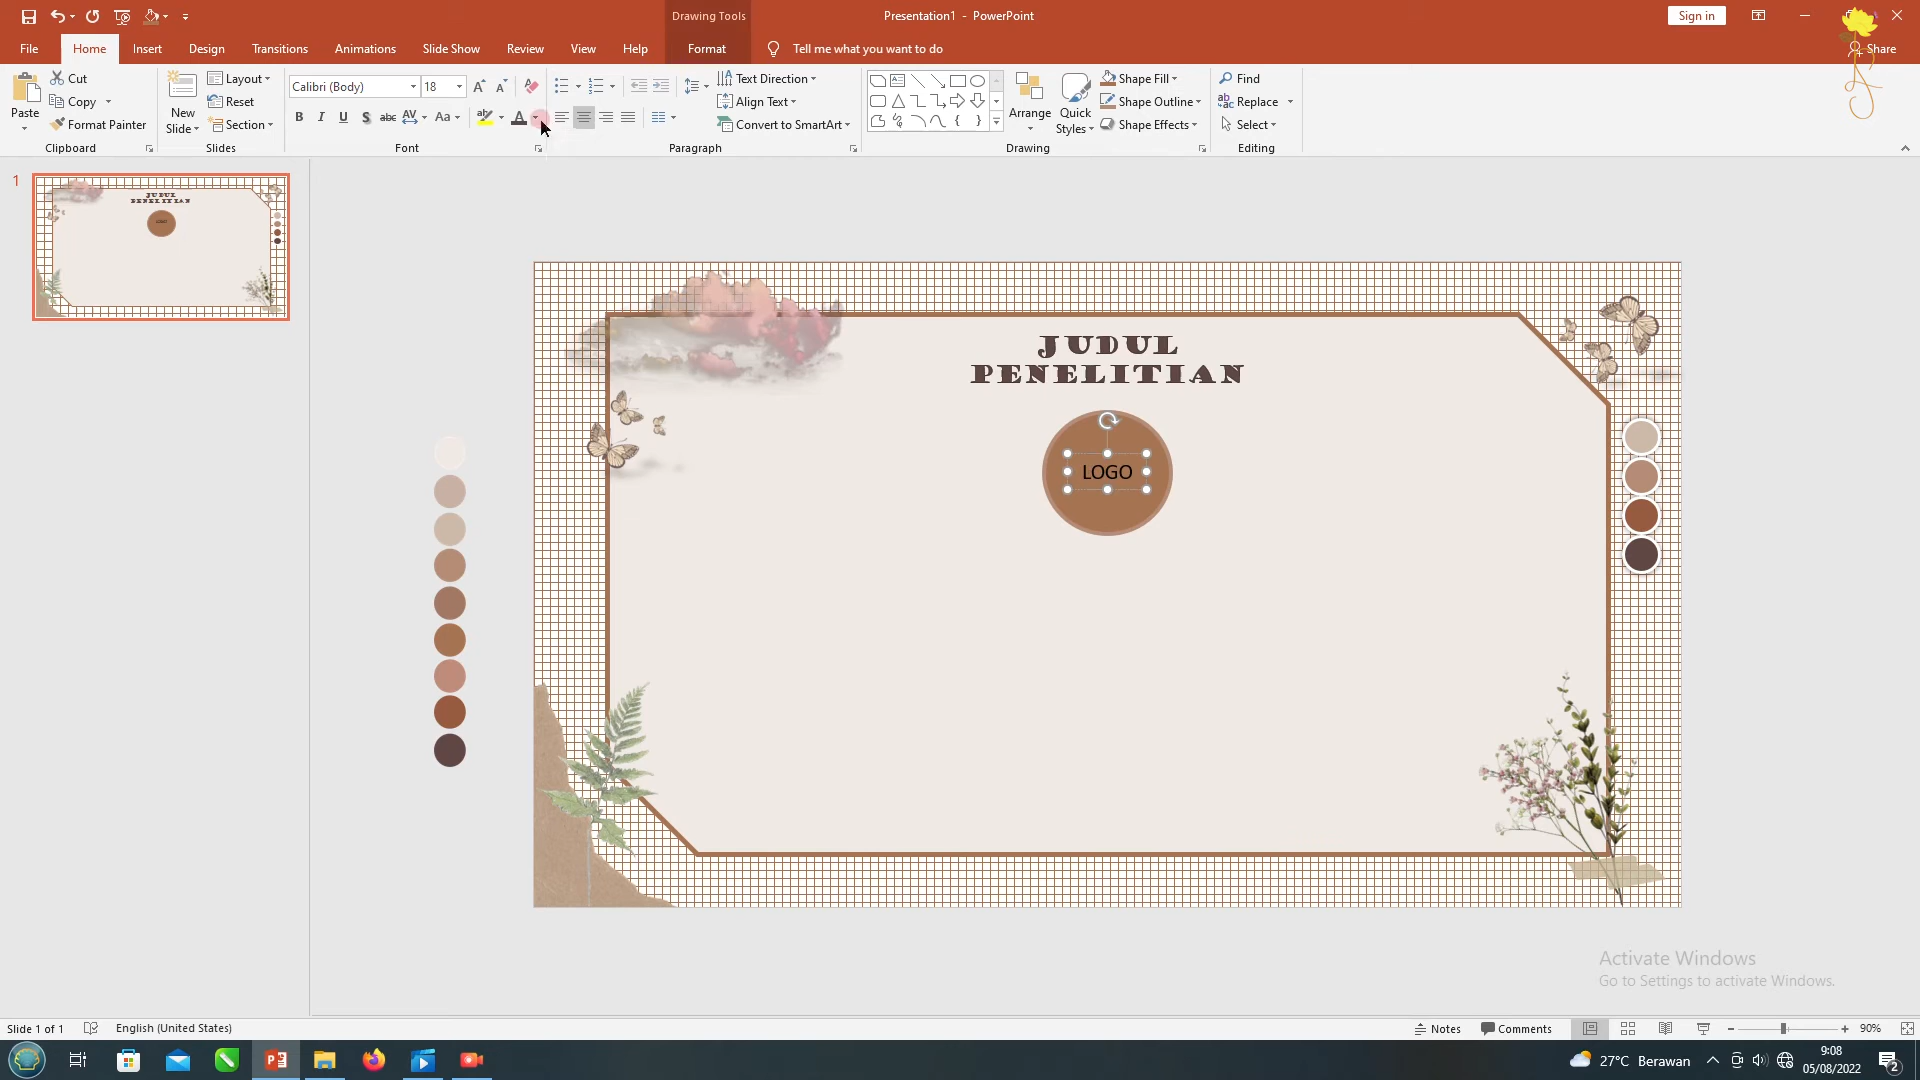 Drawing Tools
Presentation1 - PowerPoint
Sign in
File
Home
Insert
Design
Transitions
Animations
Slide Show
Review
View
Help
Format
Tell me what you want to do
Share
Paste
Cut
Copy
Format Painter
Clipboard
New
Slide
Layout
Reset
Section
Slides
Calibri (Body)
18
Font
Text Direction
Align Text
Convert to SmartArt
Paragraph
Arrange
Quick
Styles
Shape Fill
Shape Outline
Shape Effects
Drawing
Find
Replace
Select
Editing
1
JUDUL
PENELITIAN
JUDUL
PENELITIAN
LOGO
Activate Windows
Go to Settings to activate Windows.
Slide 1 of 1
English (United States)
Notes
Comments
90%
27°C Berawan
9:08
05/08/2022
2